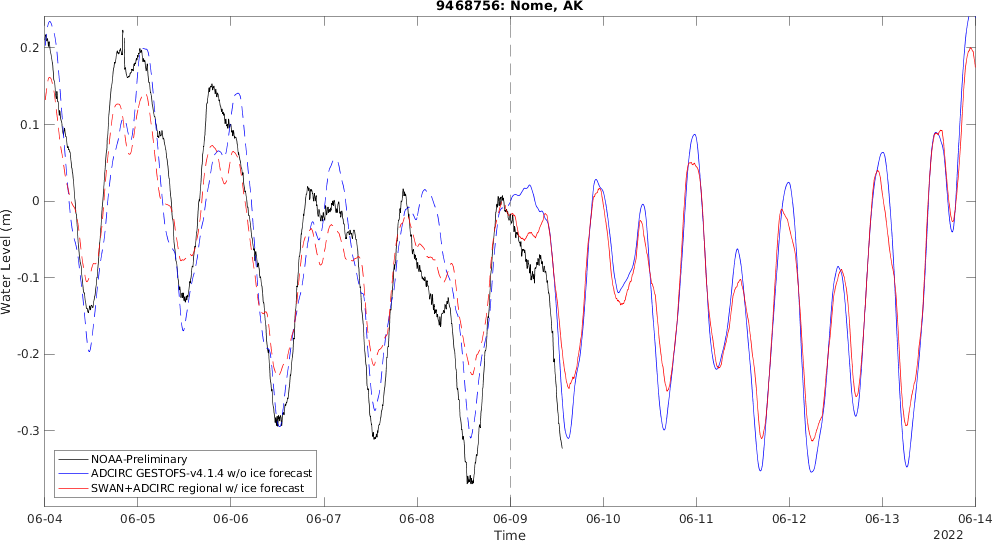 9468756: Nome, AK
Water Level (m)
0.2
0.1
0
-0.1
-0.2
-0.3
NOAA-Preliminary
ADCIRC GESTOFS-v4.1.4 w/o ice forecast
SWAN+ADCIRC regional w/ ice forecast
06-04 06-05 06-06 06-07 06-08 06-09 06-10 06-11 06-12 06-13 06-14
Time
2022